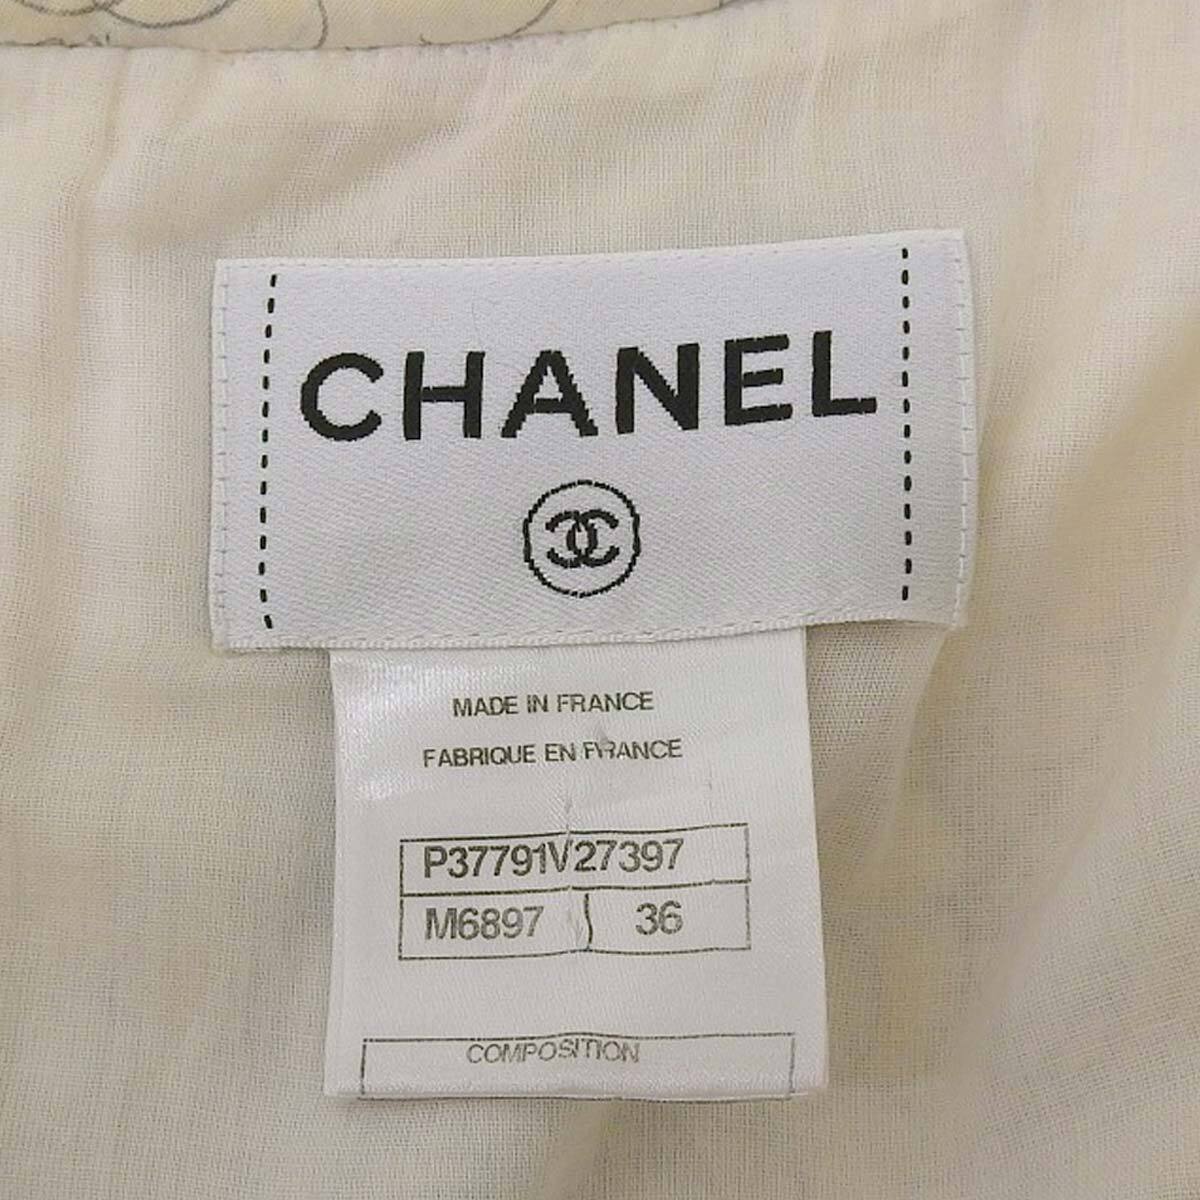 CHANEL
MADE IN FRANCE
FABRIQUE EN FRANCE
P37791V27397
M6897 36
COMPOSITION